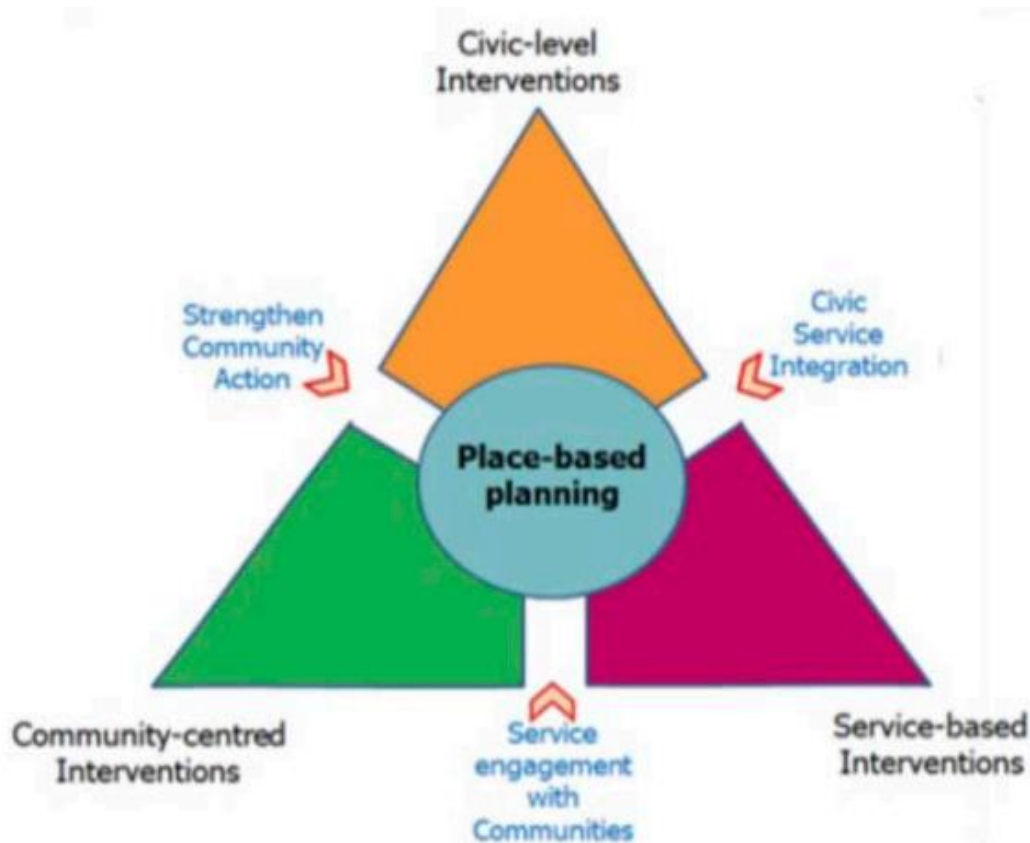 Civic-level
Interventions
Strengthen
Community
Action
Civic
Service
Integration
Place-based
planning
Community-centred
Interventions
Service
engagement
with
Communities
Service-based
Interventions